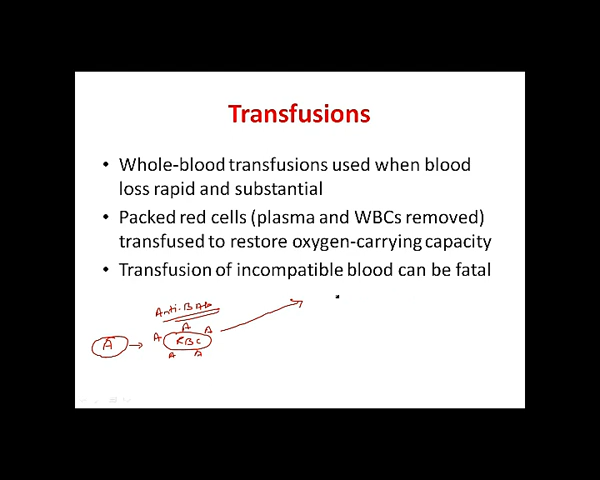 Transfusions
• Whole-blood transfusions used when blood
loss rapid and substantial
• Packed red cells (plasma and WBCs removed)
transfused to restore oxygen-carrying capacity
• Transfusion of incompatible blood can be fatal
Anti-B Ab
A
A A
A RBC
A A